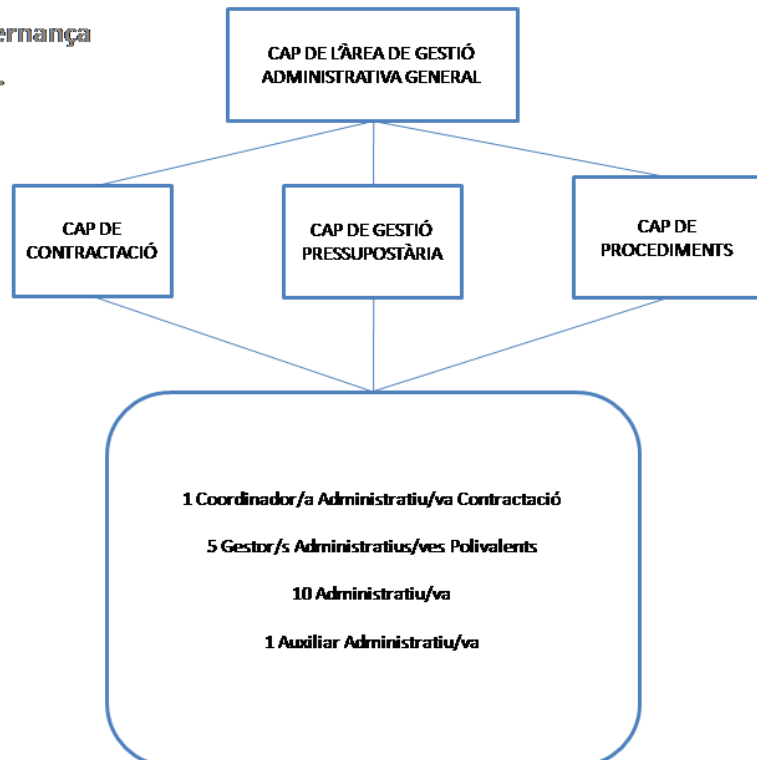 ernança
CAP DE L'ÀREA DE GESTIÓ
ADMINISTRATIVA GENERAL
CAP DE
CONTRACTACIÓ
CAP DE GESTIÓ
PRESSUPOSTÀRIA
CAP DE
PROCEDIMENTS
1 Coordinador/a Administratiu/va Contractació
5 Gestor/s Administratius/ves Polivalents
10 Administratiu/va
1 Auxiliar Administratiu/va